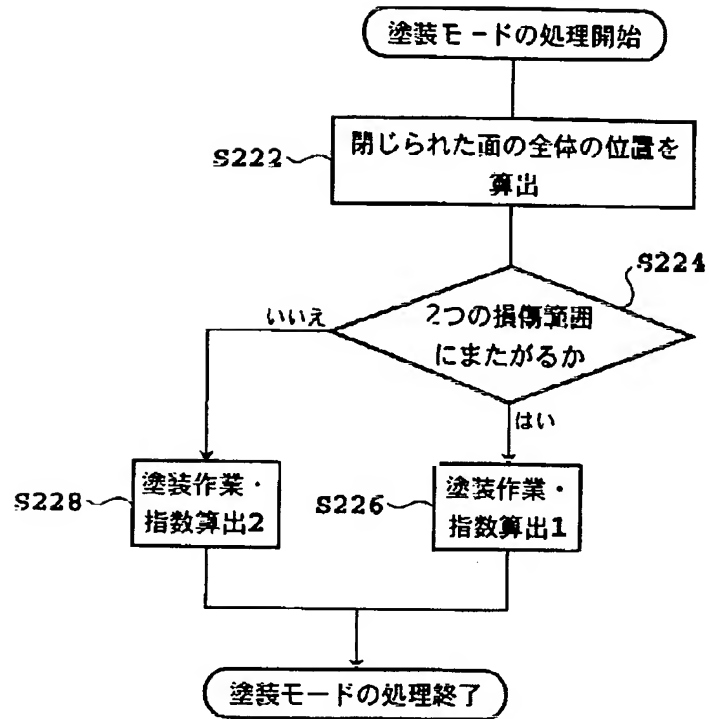 塗装モードの処理開始
S222
閉じられた面の全体の位置を
算出
S224
2つの損傷範囲
にまたがるか
いいえ
はい
S228
塗装作業・
指数算出2
S226
塗装作業・
指数算出1
塗装モードの処理終了